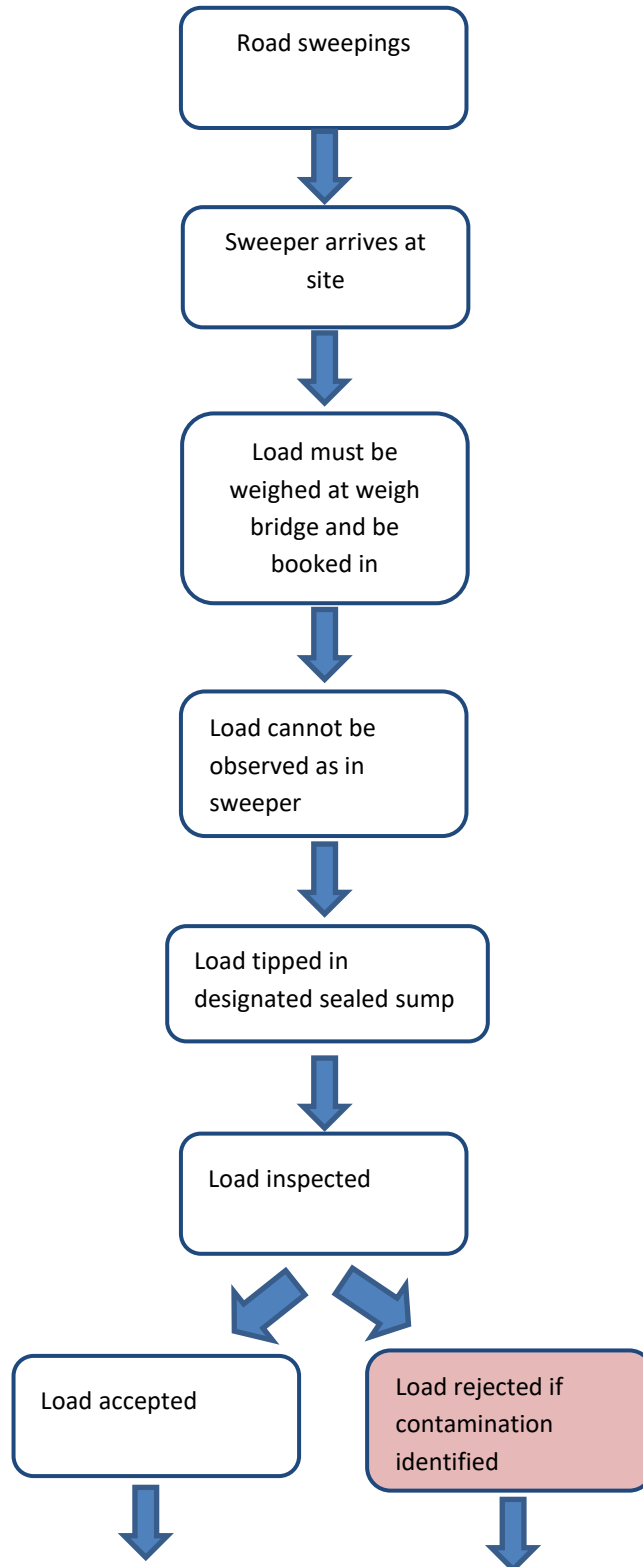 Road sweepings
Sweeper arrives at
site
Load must be
weighed at weigh
bridge and be
booked in
Load cannot be
observed as in
sweeper
Load tipped in
designated sealed sump
Load inspected
Load accepted
Load rejected if
contamination
identified